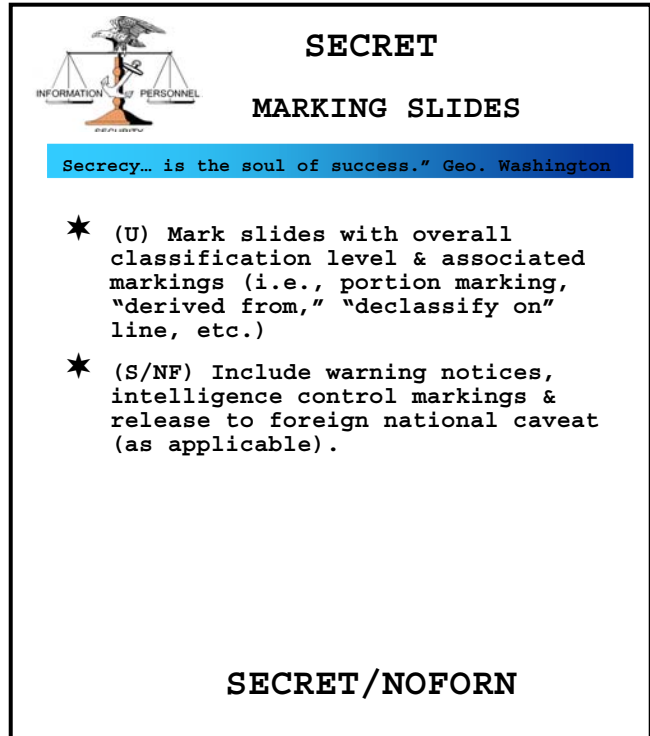 SECRET
INFORMATION PERSONNEL
SECURITY
MARKING SLIDES
Secrecy… is the soul of success.” Geo. Washington
(U) Mark slides with overall
classification level & associated
markings (i.e., portion marking,
“derived from,” “declassify on”
line, etc.)
(S/NF) Include warning notices,
intelligence control markings &
release to foreign national caveat
(as applicable).
SECRET/NOFORN